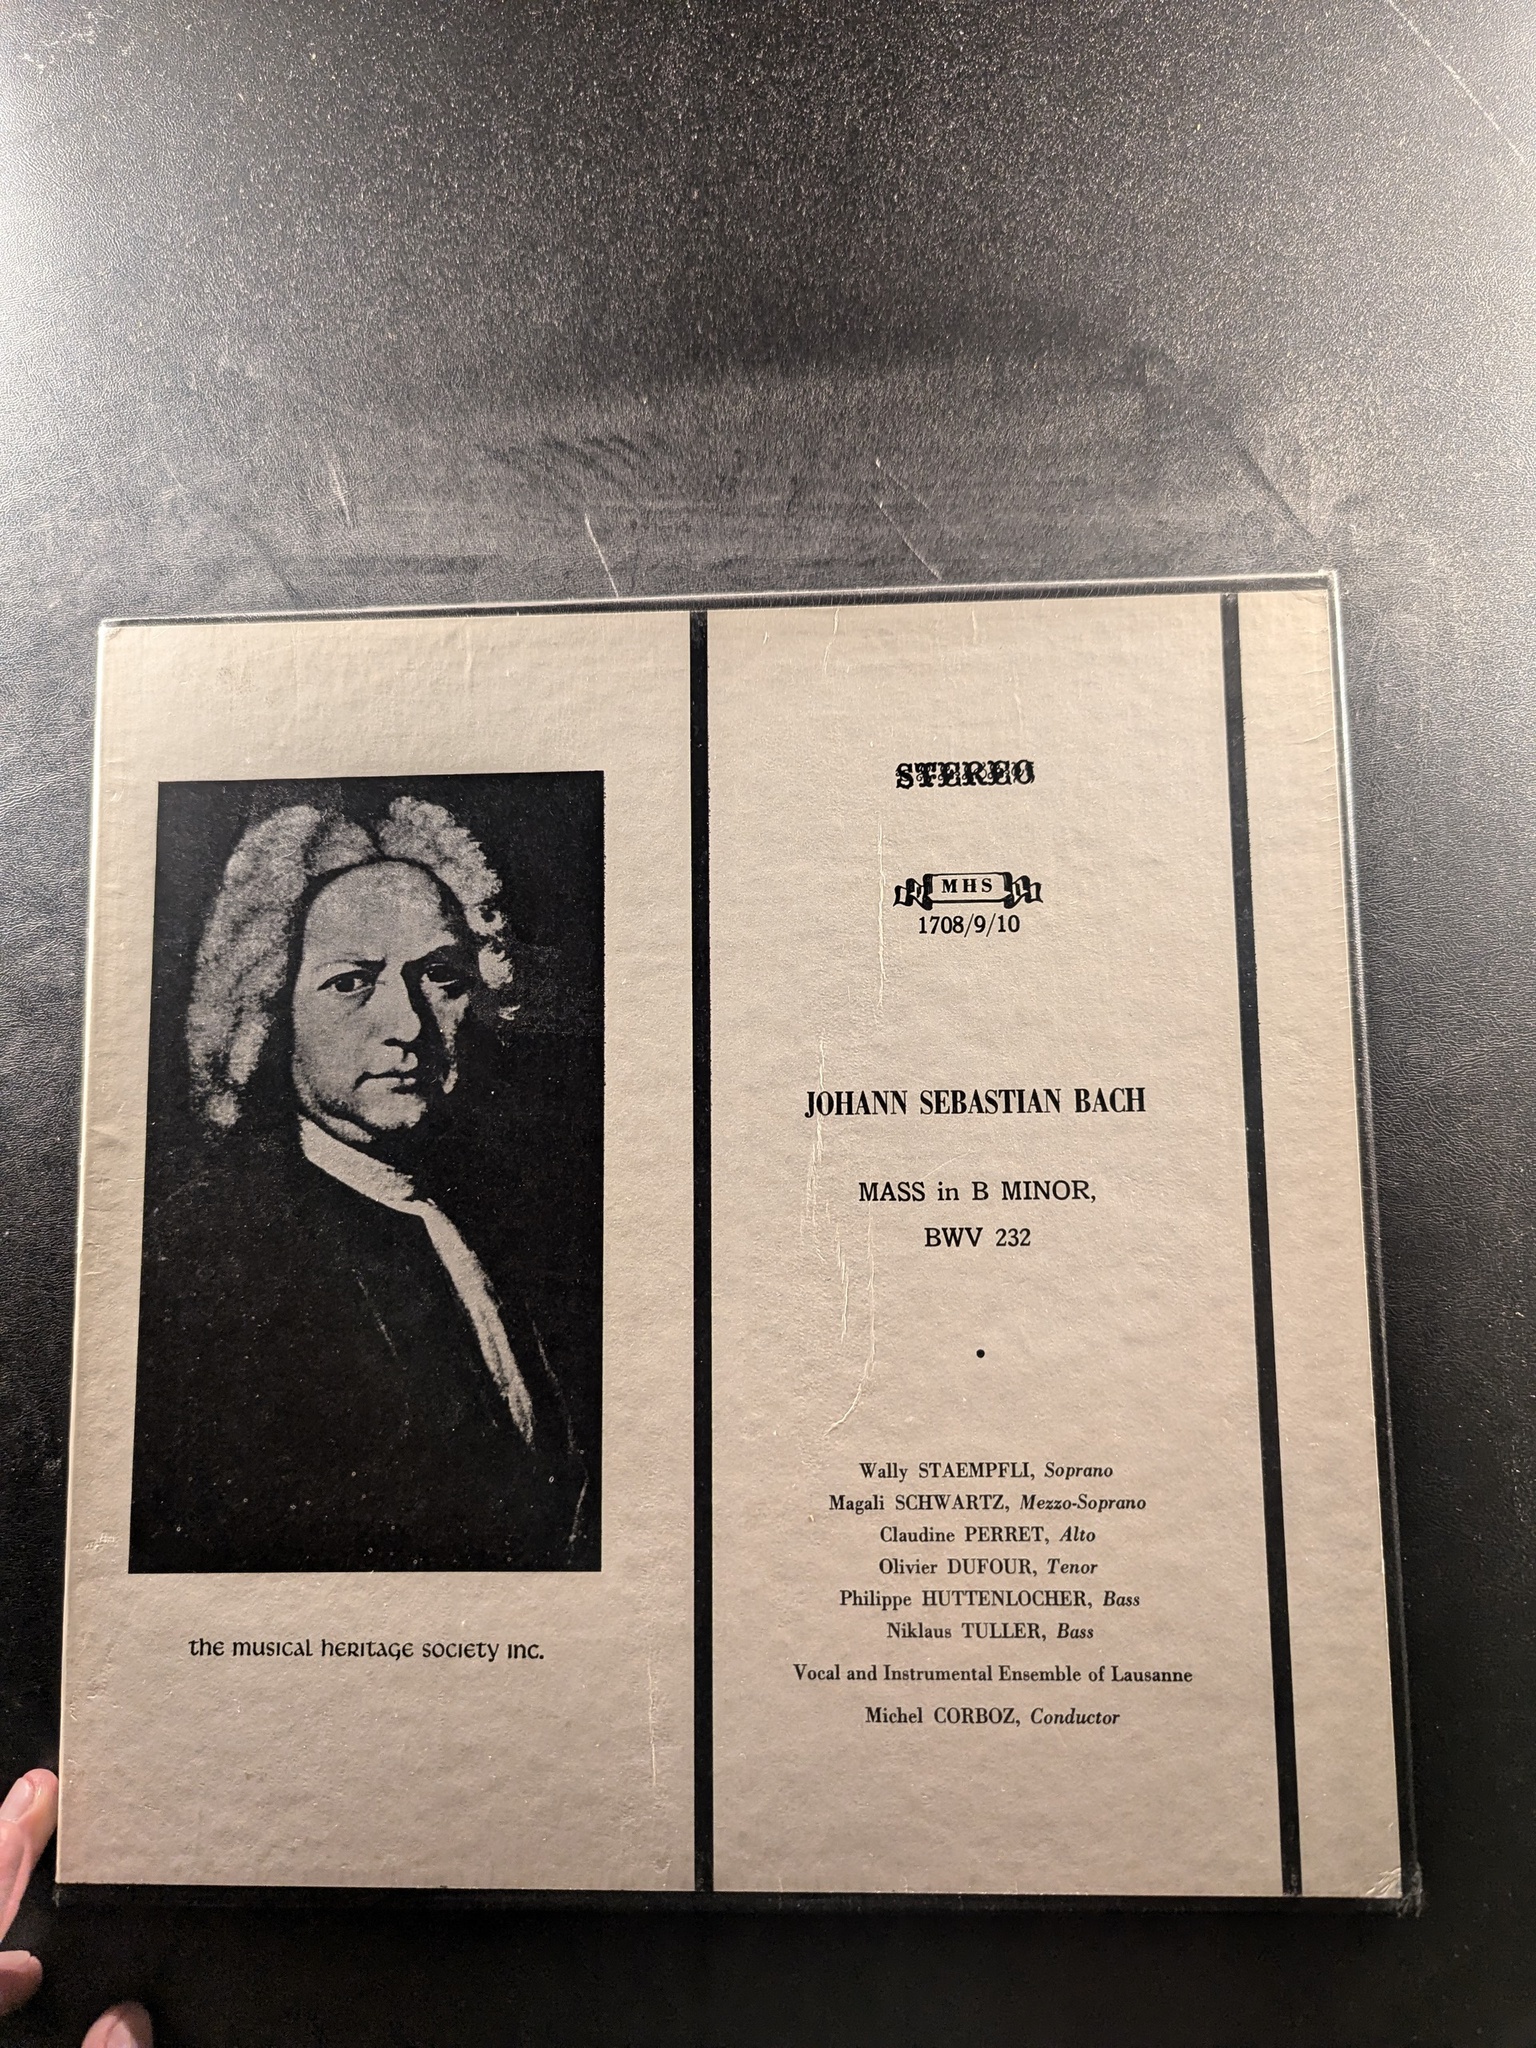 STEREO
MHS
1708/9/10
JOHANN SEBASTIAN BACH
MASS in B MINOR,
BWV 232
•
Wally STAEMPFLI, Soprano
Magali SCHWARTZ, Mezzo-Soprano
Claudine PERRET, Alto
Olivier DUFOUR, Tenor
Philippe HUTTENLOCHER, Bass
Niklaus TULLER, Bass
Vocal and Instrumental Ensemble of Lausanne
Michel CORBOZ, Conductor
the musical heritage society inc.